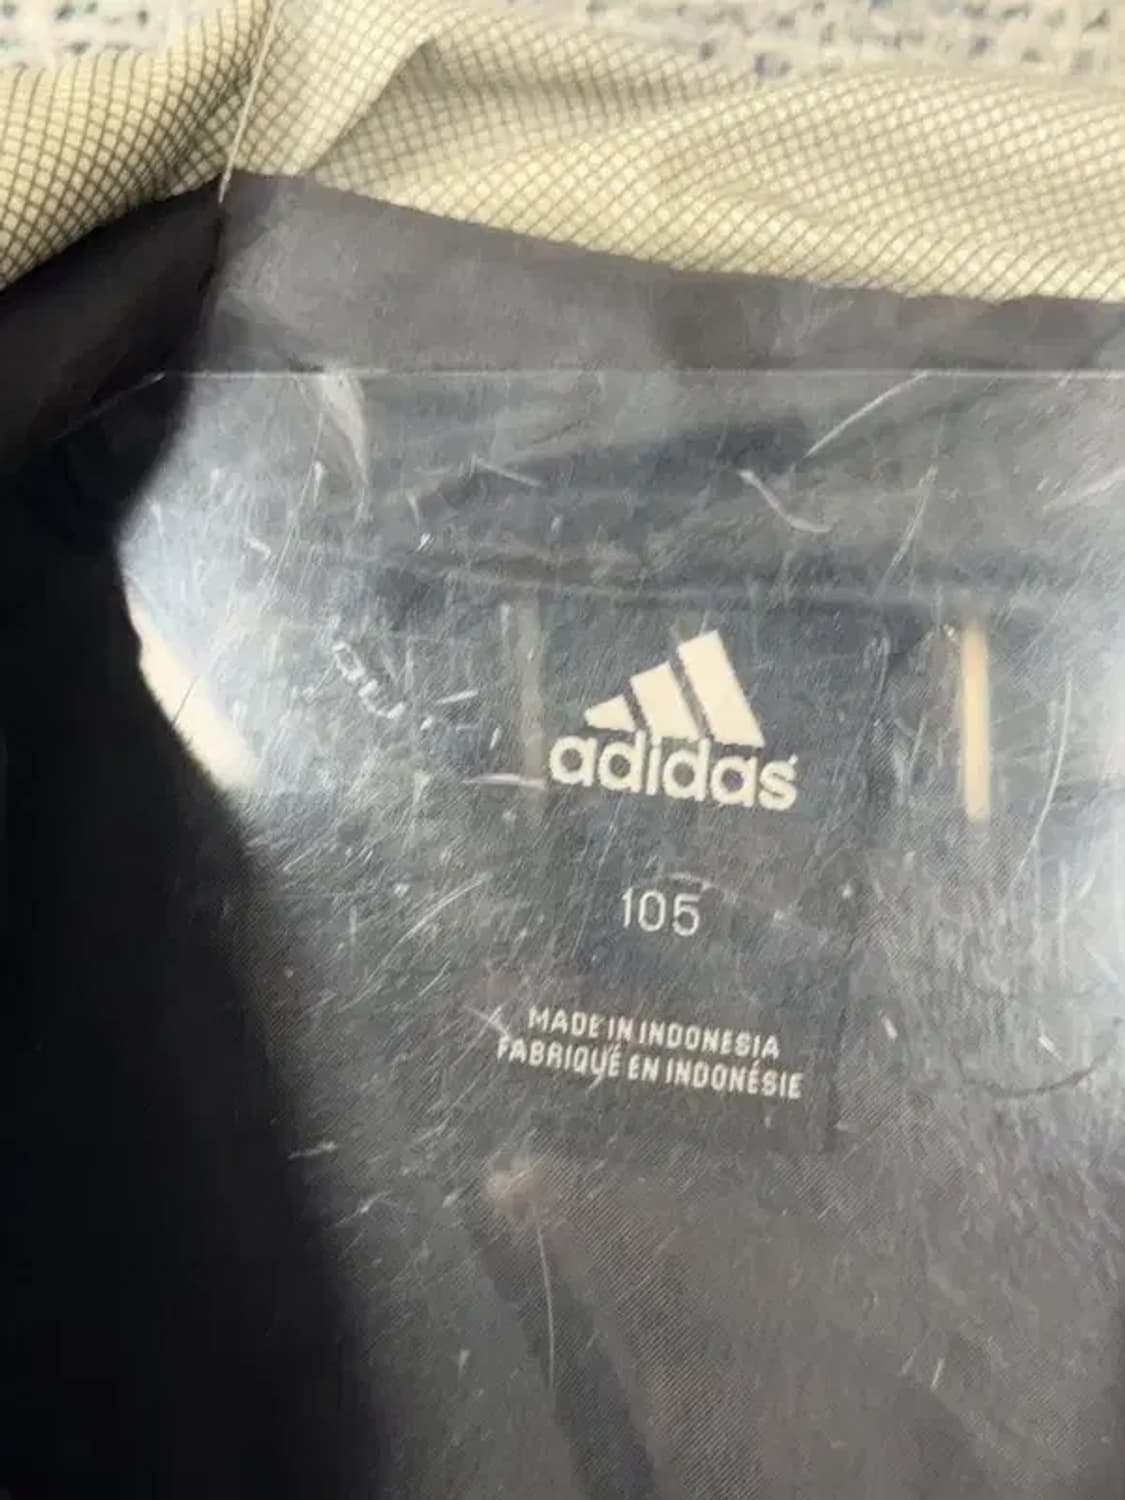 adidas
105
MADE IN INDONESIA
FABRIQUÉ EN INDONÉSIE